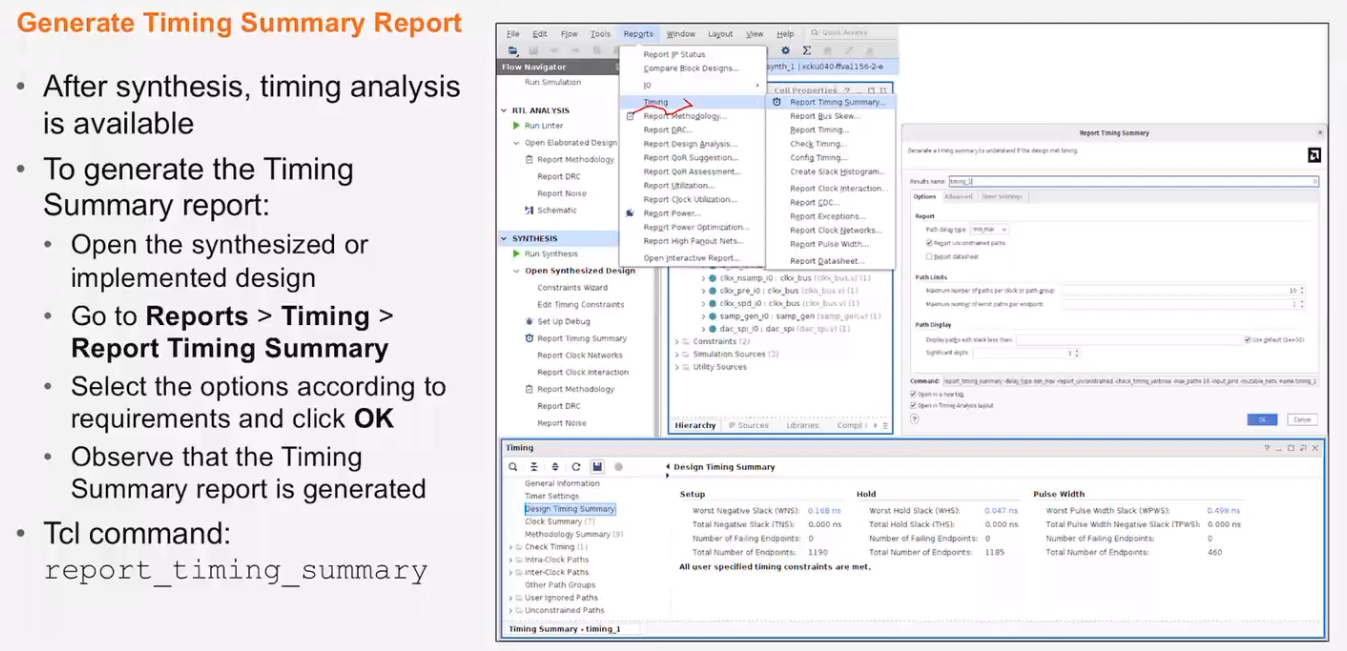 Generate Timing Summary Report
• After synthesis, timing analysis
is available
• To generate the Timing
Summary report:
• Open the synthesized or
implemented design
• Go to Reports > Timing >
Report Timing Summary
• Select the options according to
requirements and click OK
• Observe that the Timing
Summary report is generated
• Tcl command:
report_timing_summary
File Edit Flow Tools Reports Window Layout View Help Quick Access
Flow Navigator
Run Simulation
RTL ANALYSIS
Run Linter
Open Elaborated Design
Report Methodology
Report DRC
Report Noise
Schematic
SYNTHESIS
Run Synthesis
Open Synthesized Design
Constraints Wizard
Edit Timing Constraints
Set Up Debug
Report Timing Summary
Report Clock Networks
Report Clock Interaction
Report Methodology
Report DRC
Report Noise
Report IP Status
Compare Block Designs...
IO
Timing
Report Methodology...
Report DRC...
Report Design Analysis...
Report QoR Suggestion...
Report QoR Assessment...
Report Utilization...
Report Clock Utilization...
Report Power...
Report Power Optimization...
Report High Fanout Nets...
Open Interactive Report...
synth_1 | xcku040-ffva1156-2-e
Cell Properties
Report Timing Summary...
Report Bus Skew...
Report Timing...
Check Timing...
Config Timing...
Create Slack Histogram...
Report Clock Interaction...
Report CDC...
Report Exceptions...
Report Clock Networks...
Report Pulse Width...
Report Datasheet...
clkx_nsamp_i0 : clkx_bus (clkx_bus.v) (1)
clkx_pre_i0 : clkx_bus (clkx_bus.v) (1)
clkx_spd_i0 : clkx_bus (clkx_bus.v) (1)
samp_gen_i0 : samp_gen (samp_gen.v) (1)
dac_spi_i0 : dac_spi (dac_spi.v) (1)
Constraints (2)
Simulation Sources (2)
Utility Sources
Hierarchy IP Sources Libraries Compil
Report Timing Summary
Generate a timing summary to understand if the design met timing.
Results name: timing_1
Options Advanced Timer Settings
Report
Path delay type: min_max
Report unconstrained paths
Report datasheet
Path Limits
Maximum number of paths per clock or path group: 10
Maximum number of worst paths per endpoint: 1
Path Display
Display paths with slack less than: Use default (1e+30)
Significant digits: 3
Command: report_timing_summary -delay_type min_max -report_unconstrained -check_timing_verbose -max_paths 10 -input_pins -routable_nets -name timing_1
Open in a new tab
Open in Timing Analysis layout
OK Cancel
Timing
General Information
Timer Settings
Design Timing Summary
Clock Summary (7)
Methodology Summary (9)
Check Timing (1)
Intra-Clock Paths
Inter-Clock Paths
Other Path Groups
User Ignored Paths
Unconstrained Paths
Design Timing Summary
Setup Hold Pulse Width
Worst Negative Slack (WNS): 0.168 ns Worst Hold Slack (WHS): 0.047 ns Worst Pulse Width Slack (WPWS): 0.499 ns
Total Negative Slack (TNS): 0.000 ns Total Hold Slack (THS): 0.000 ns Total Pulse Width Negative Slack (TPWS): 0.000 ns
Number of Failing Endpoints: 0 Number of Failing Endpoints: 0 Number of Failing Endpoints: 0
Total Number of Endpoints: 1190 Total Number of Endpoints: 1185 Total Number of Endpoints: 460
All user specified timing constraints are met.
Timing Summary - timing_1